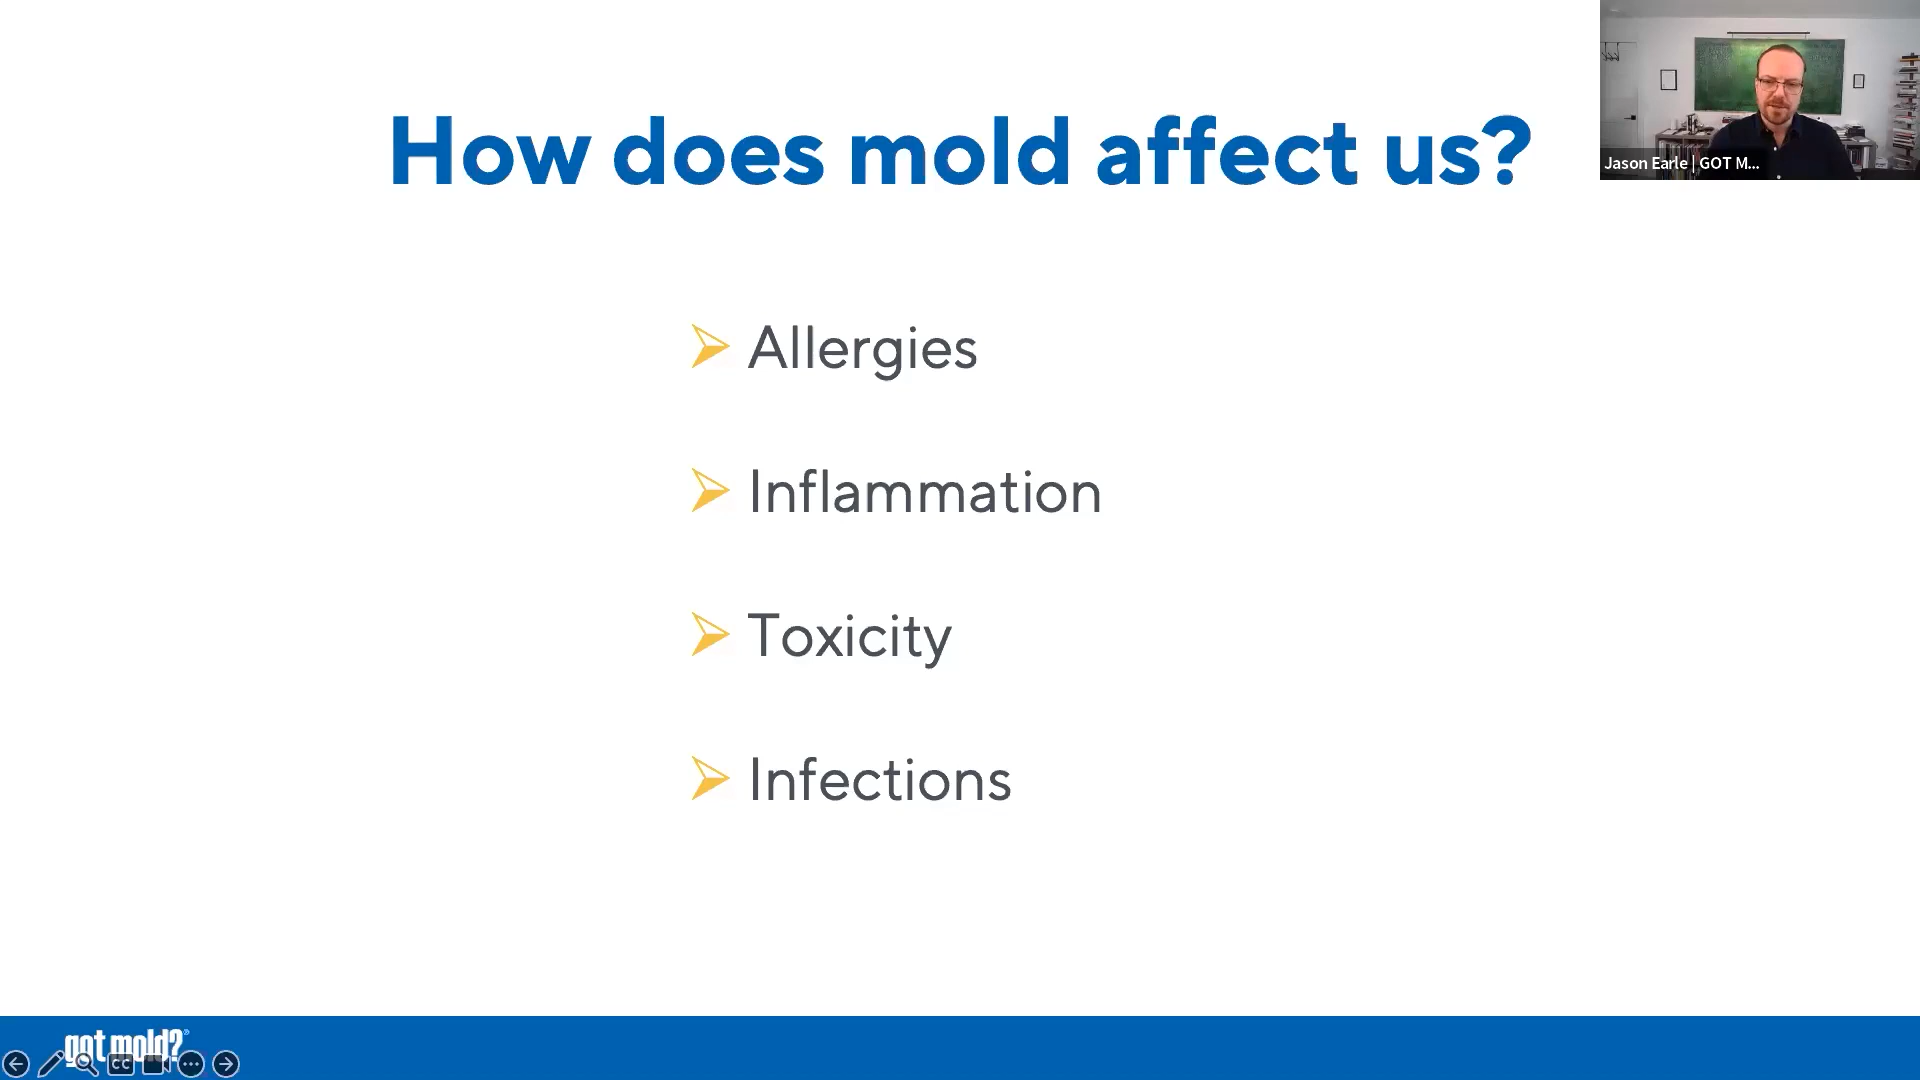 How does mold affect us?
Jason Earle | GOT M...
Allergies
Inflammation
Toxicity
Infections
got mold?®
CC